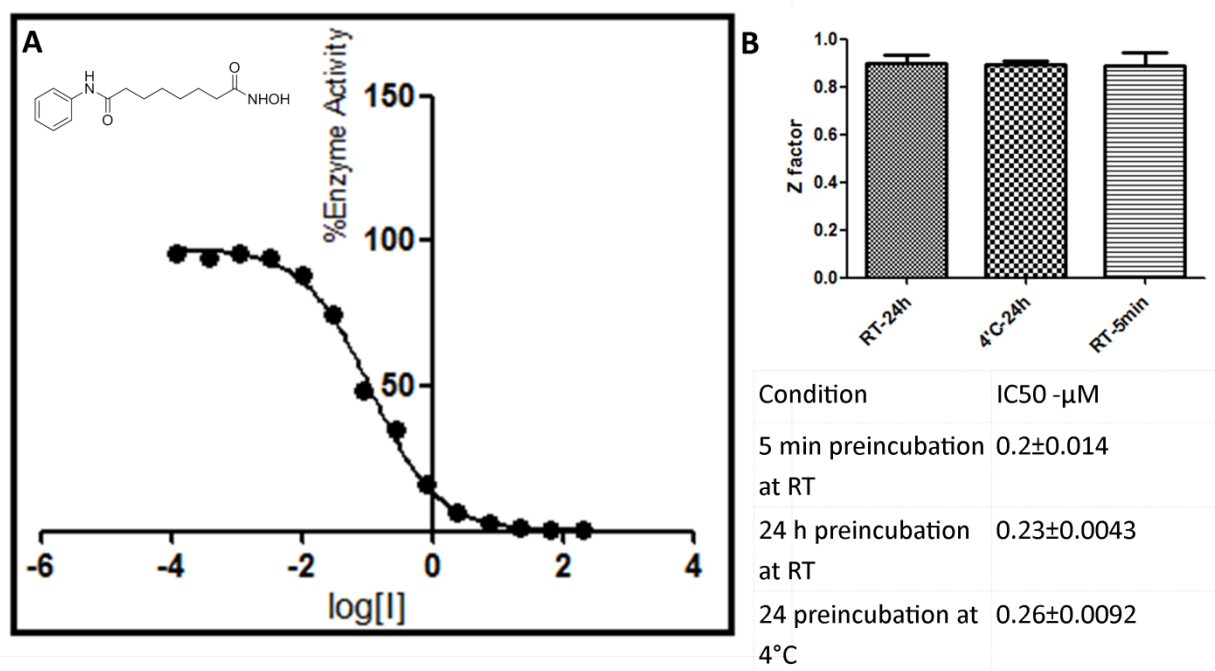 A
H
N
O
O
NHOH
%Enzyme Activity
150
100
50
-6
-4
-2
0
2
4
log[I]
B
Z factor
1.0
0.8
0.6
0.4
0.2
0.0
RT-24h
4'C-24h
RT-5min
Condition IC50 -µM
5 min preincubation 0.2±0.014
at RT
24 h preincubation 0.23±0.0043
at RT
24 preincubation at 0.26±0.0092
4°C